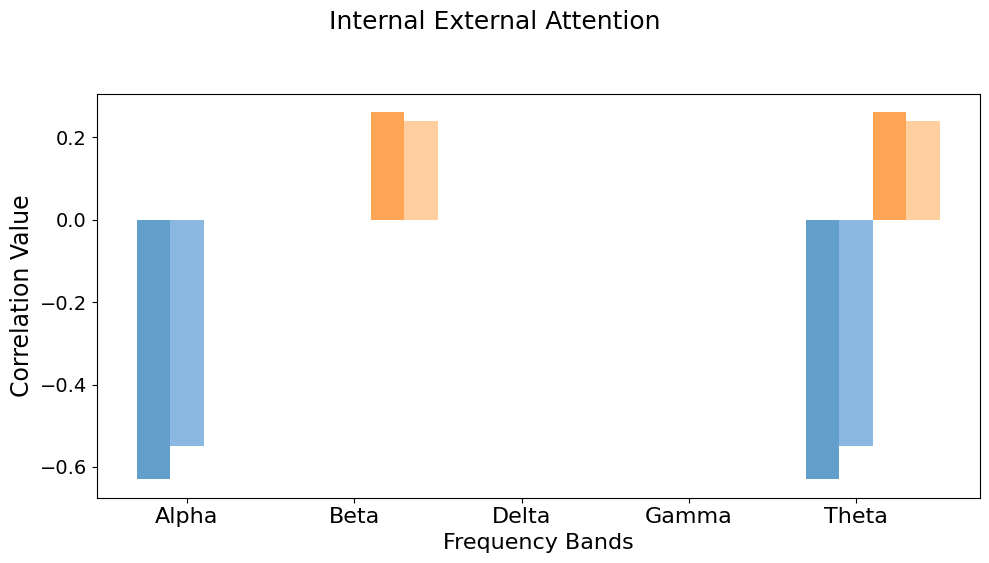 Internal External Attention
Correlation Value
0.2
0.0
−0.2
−0.4
−0.6
Alpha Beta Delta Gamma Theta
Frequency Bands